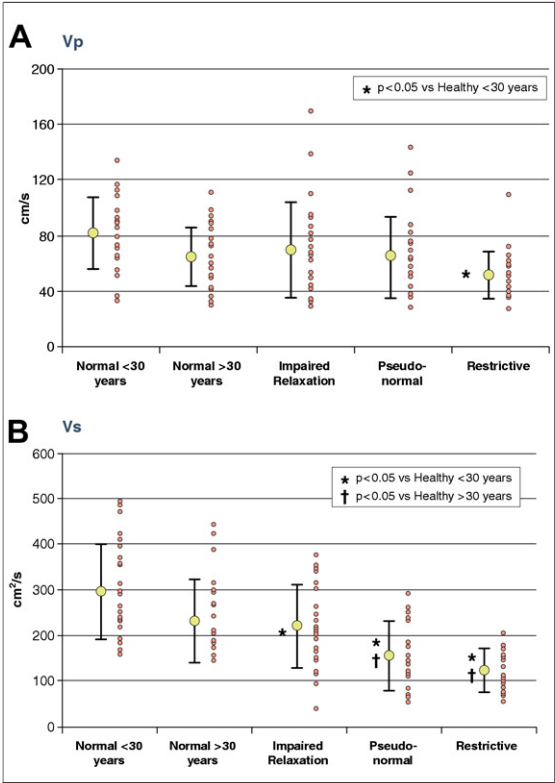 A
Vp
200
* p<0.05 vs Healthy <30 years
160
120
cm/s
80
*
40
0
Normal <30
years
Normal >30
years
Impaired
Relaxation
Pseudo-
normal
Restrictive
B
Vs
600
* p<0.05 vs Healthy <30 years
† p<0.05 vs Healthy >30 years
500
400
cm²/s
300
*
200
*
†
*
†
100
0
Normal <30
years
Normal >30
years
Impaired
Relaxation
Pseudo-
normal
Restrictive